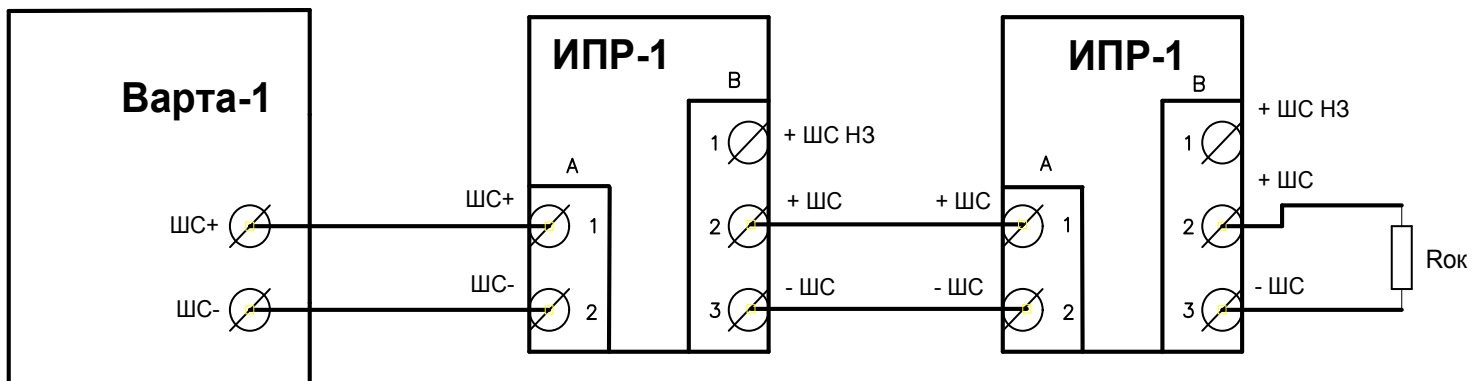 Варта-1
ШС+
ШС-
ИПР-1
B
1
+ ШС НЗ
A
ШС+
1
2
+ ШС
ШС-
2
3
- ШС
ИПР-1
B
1
+ ШС НЗ
A
+ ШС
+ ШС
1
2
- ШС
2
3
- ШС
Rок